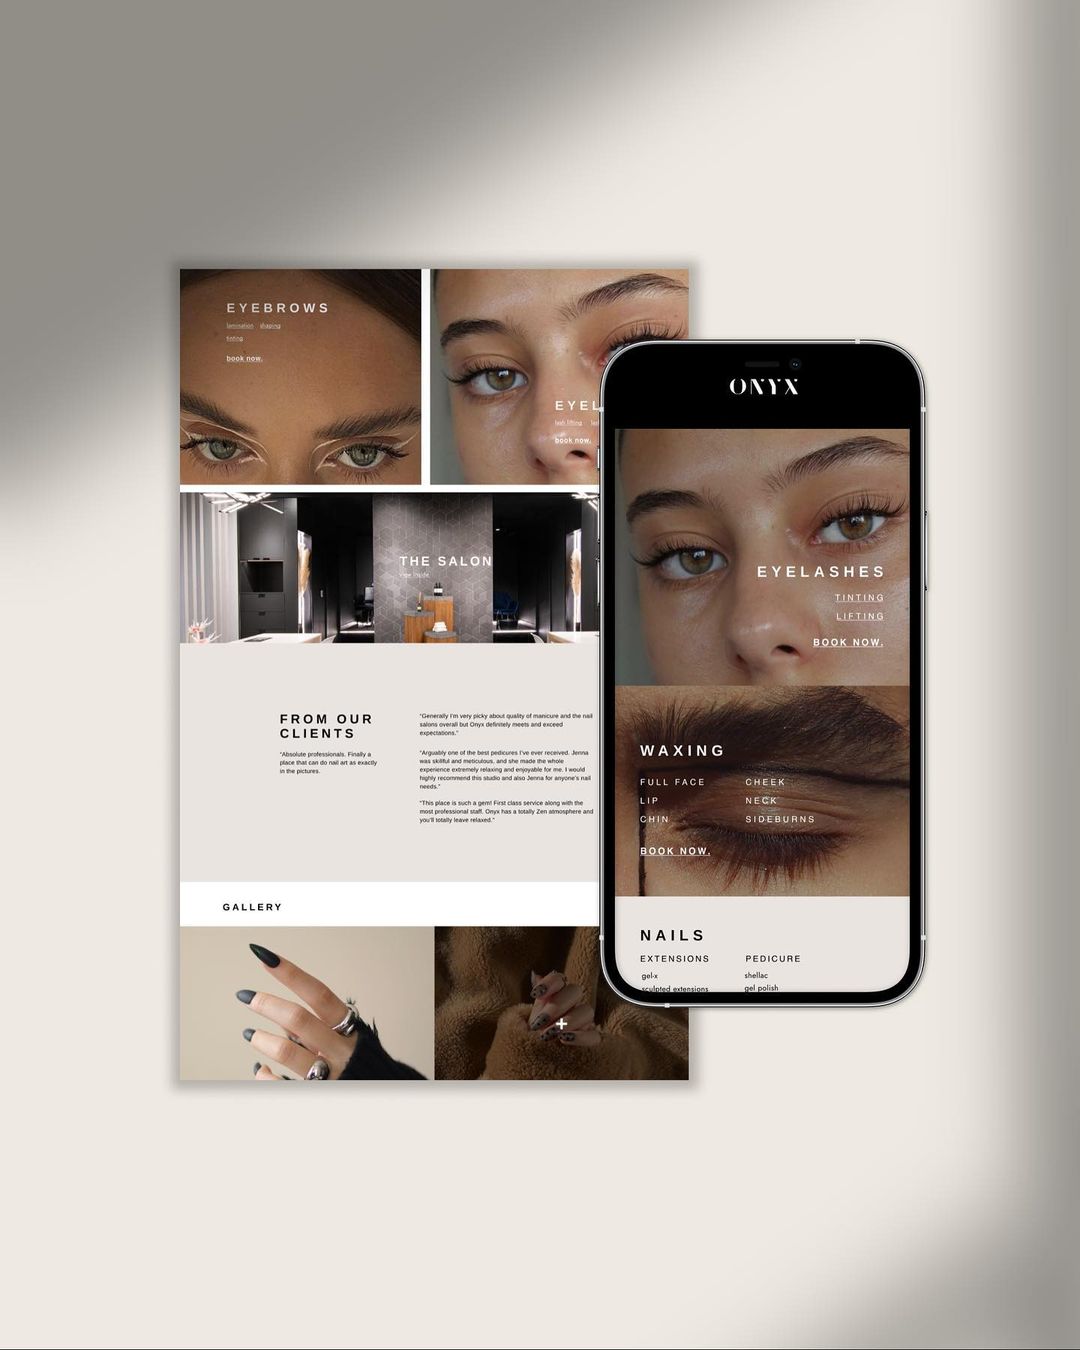 EYEBROWS
lamination shaping
tinting
book now.
EYEL
lash lifting
book now.
THE SALON
view inside
FROM OUR
CLIENTS
"Absolute professionals. Finally a
place that can do nail art as exactly
in the pictures.
"Generally I'm very picky about quality of manicure and the nail
salons overall but Onyx definitely meets and exceed
expectations."
"Arguably one of the best pedicures I've ever received. Jenna
was skillful and meticulous, and she made the whole
experience extremely relaxing and enjoyable for me. I would
highly recommend this studio and also Jenna for anyone's nail
needs."
"This place is such a gem! First class service along with the
most professional staff. Onyx has a totally Zen atmosphere and
you'll totally leave relaxed."
GALLERY
ONYX
EYELASHES
TINTING
LIFTING
BOOK NOW.
WAXING
FULL FACE CHEEK
LIP NECK
CHIN SIDEBURNS
BOOK NOW.
NAILS
EXTENSIONS PEDICURE
gel-x shellac
sculpted extensions gel polish